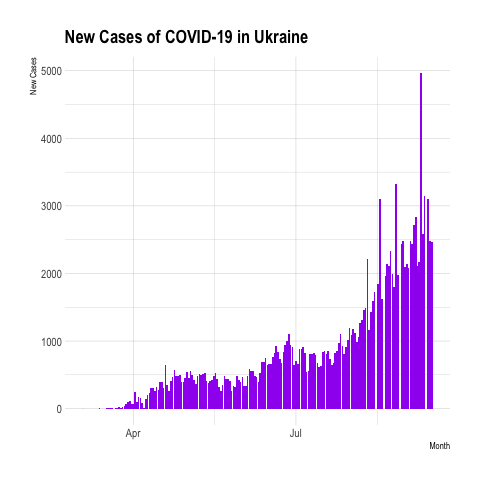 New Cases of COVID-19 in Ukraine
New Cases
5000
4000
3000
2000
1000
0
Apr
Jul
Month